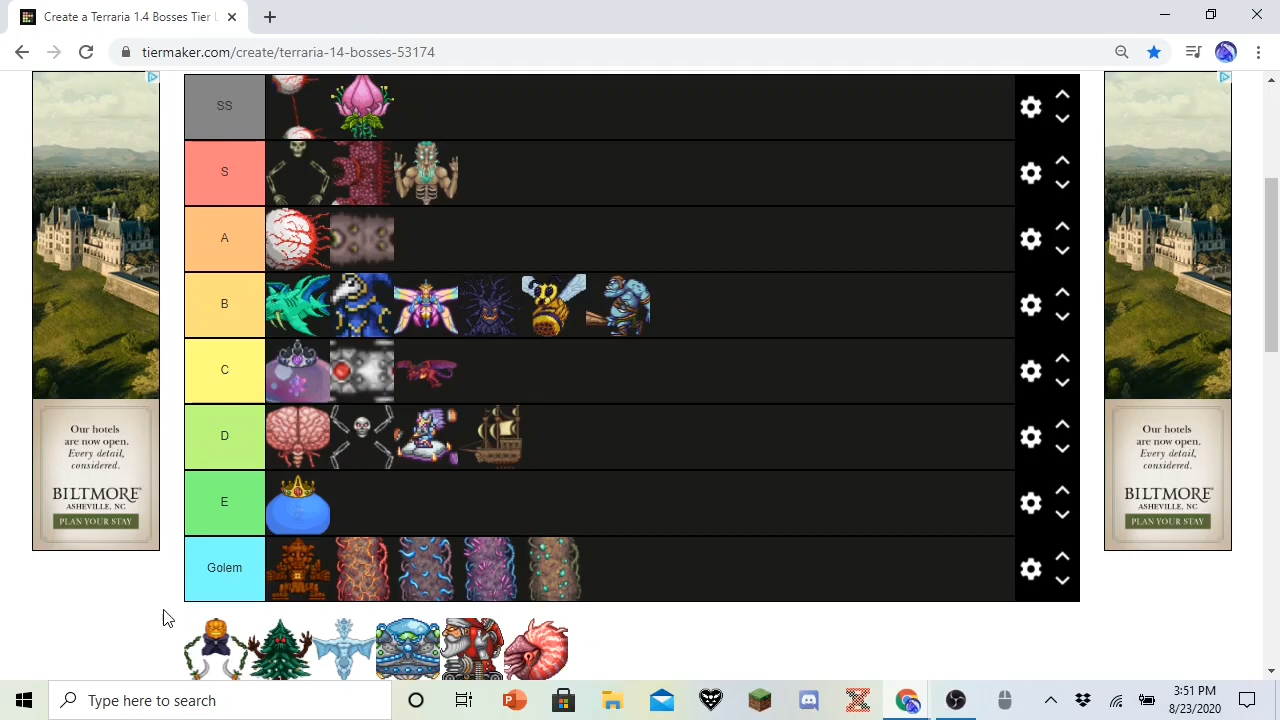 Create a Terraria 1.4 Bosses Tier L
tiermaker.com/create/terraria-14-bosses-53174
SS
S
A
B
C
D
E
Golem
Our hotels
are now open.
Every detail,
considered.
BILTMORE
ASHEVILLE, NC
PLAN YOUR STAY
Our hotels
are now open.
Every detail,
considered.
BILTMORE
ASHEVILLE, NC
PLAN YOUR STAY
Type here to search
3:51 PM
8/23/2020